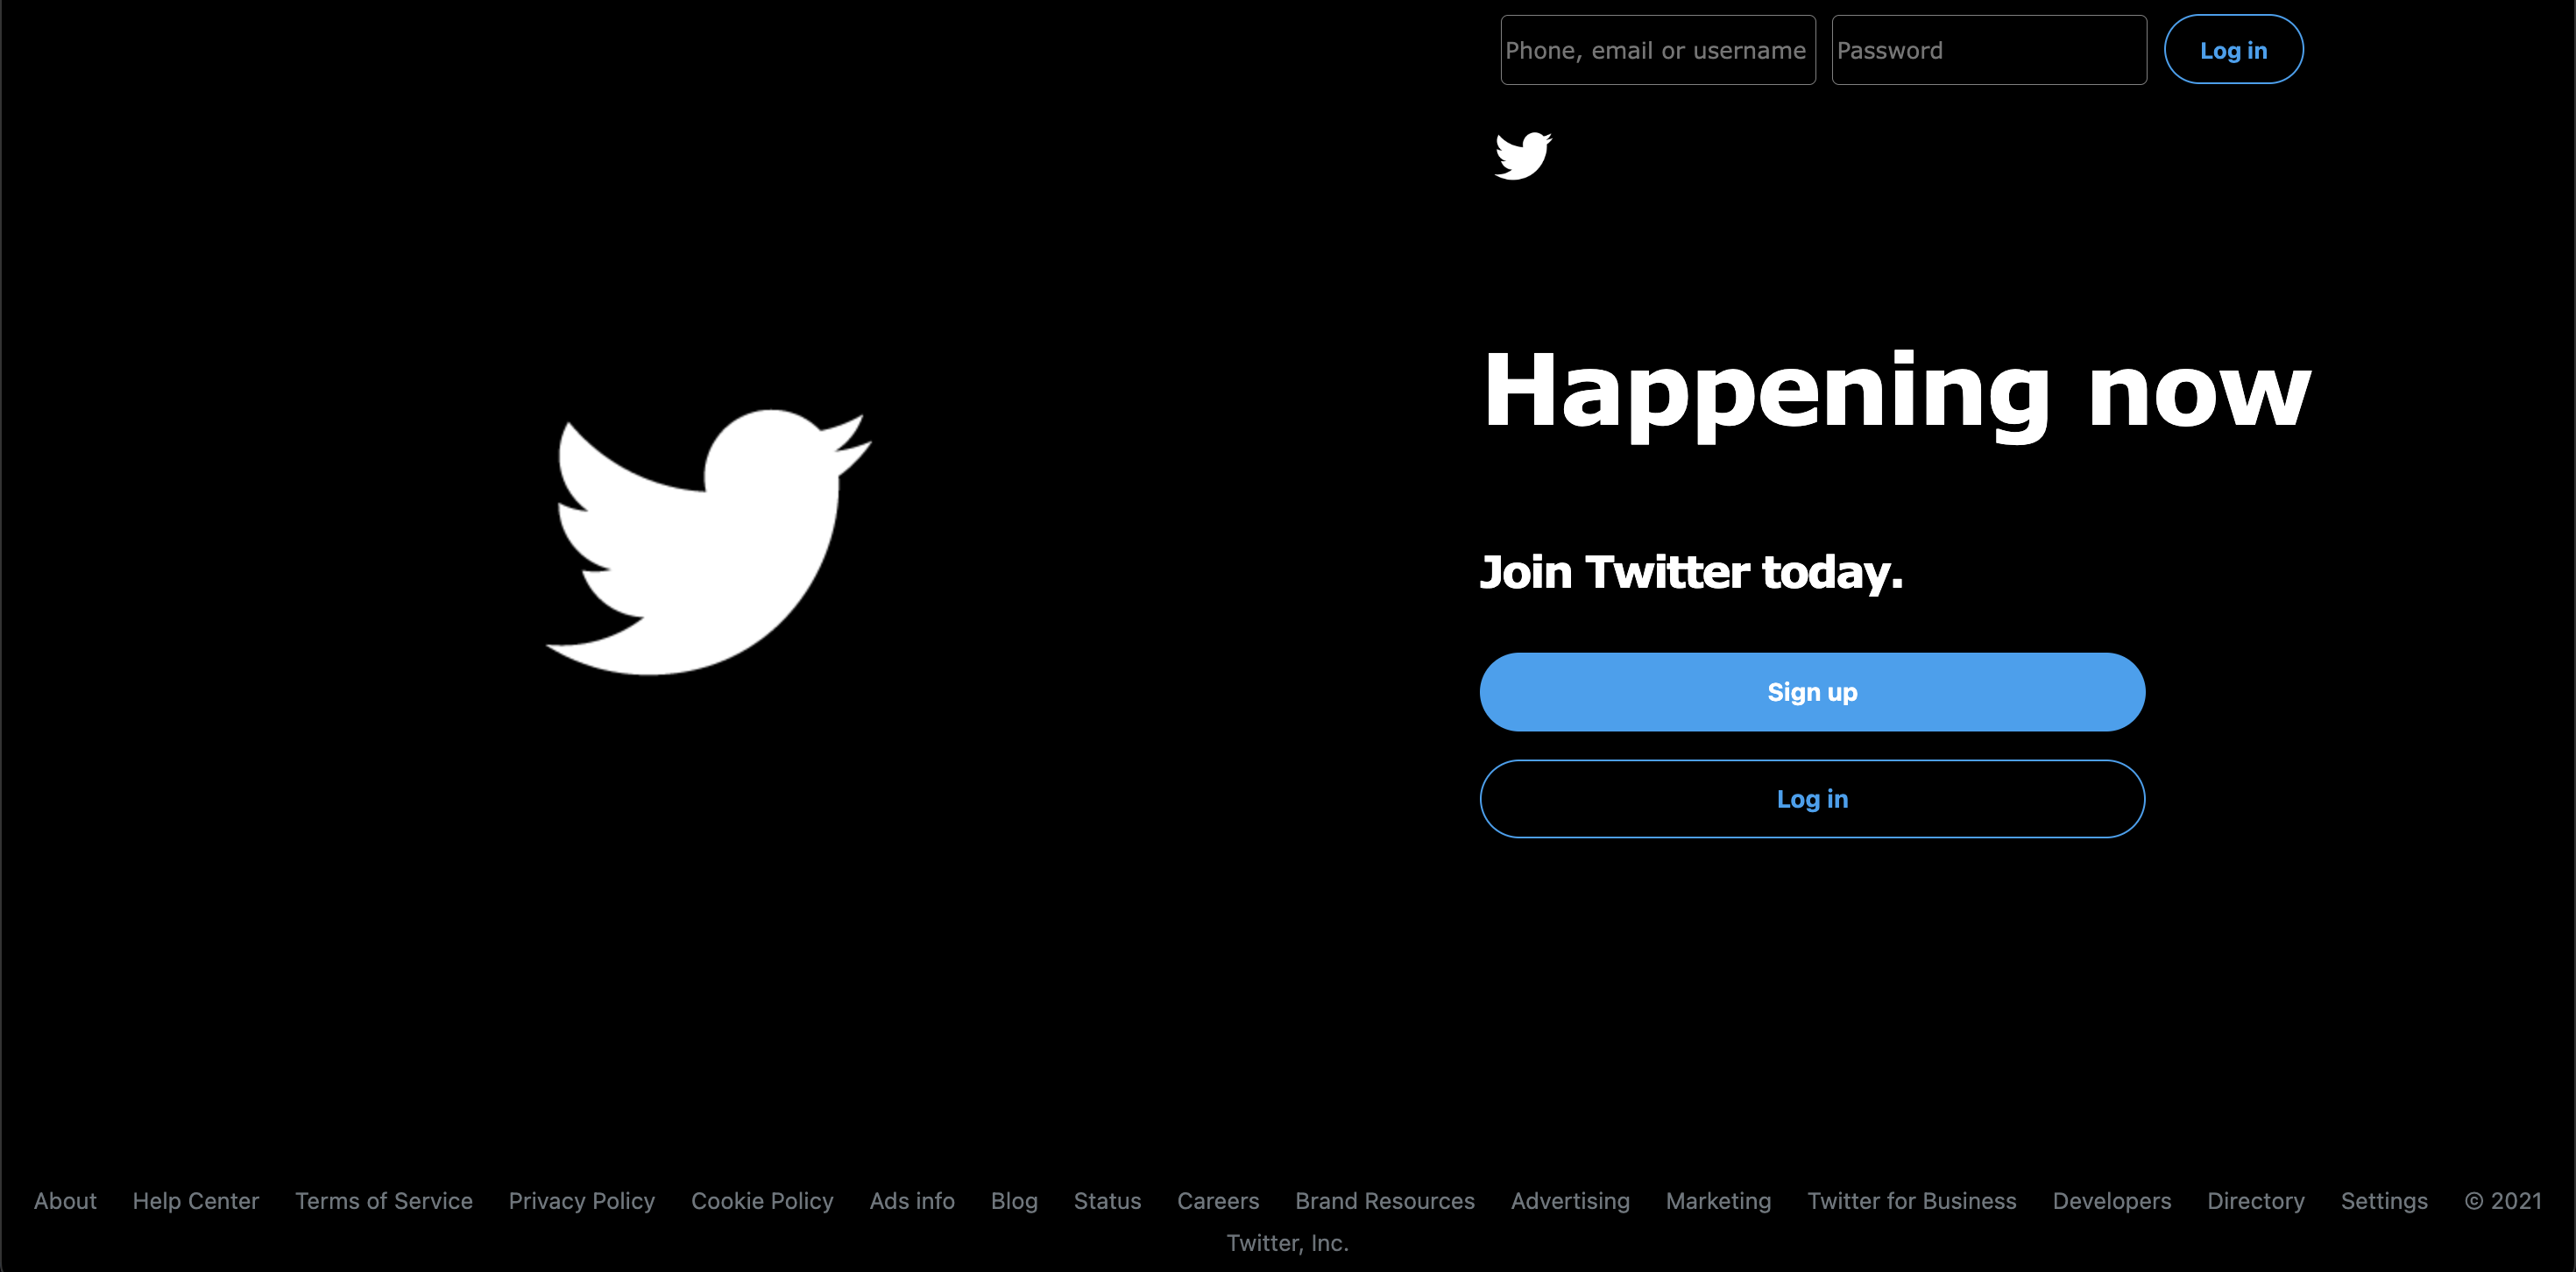 Phone, email or username Password Log in
Happening now
Join Twitter today.
Sign up
Log in
About Help Center Terms of Service Privacy Policy Cookie Policy Ads info Blog Status Careers Brand Resources Advertising Marketing Twitter for Business Developers Directory Settings © 2021
Twitter, Inc.